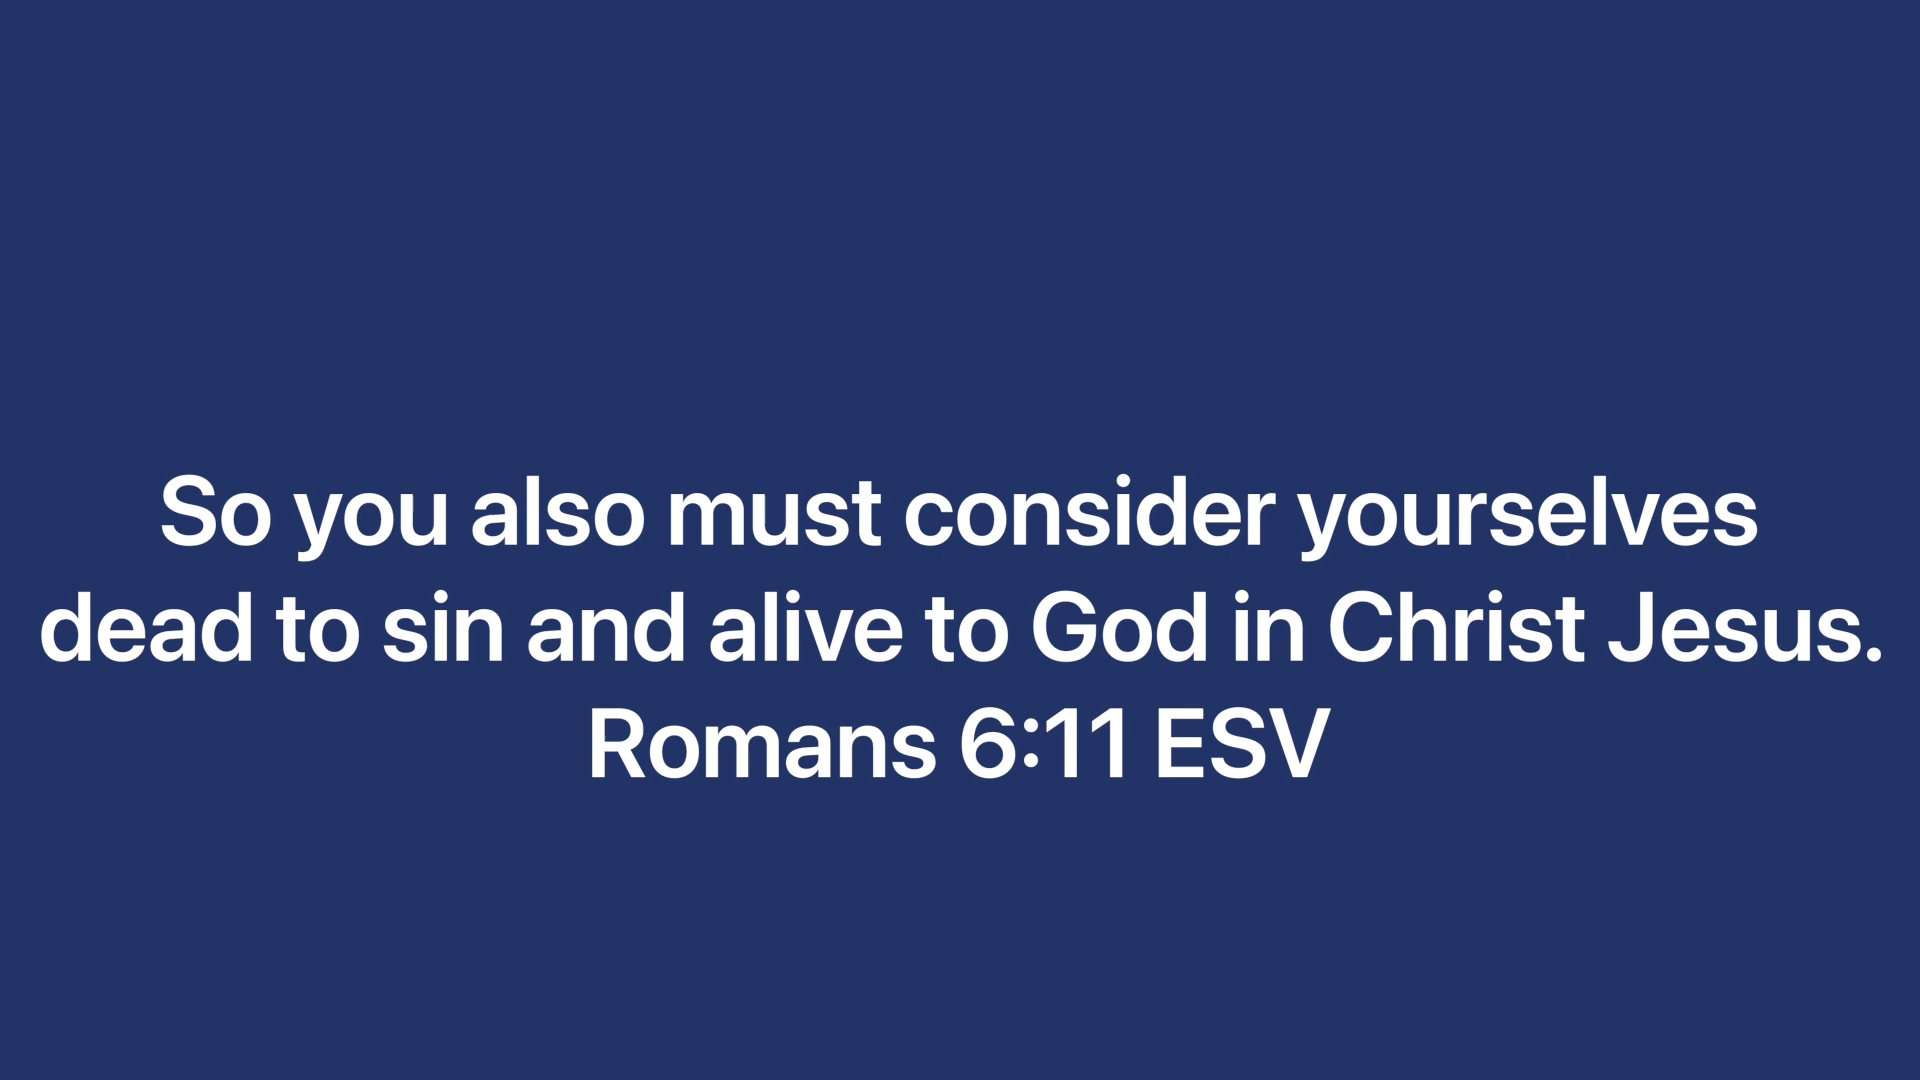 So you also must consider yourselves
dead to sin and alive to God in Christ Jesus.
Romans 6:11 ESV